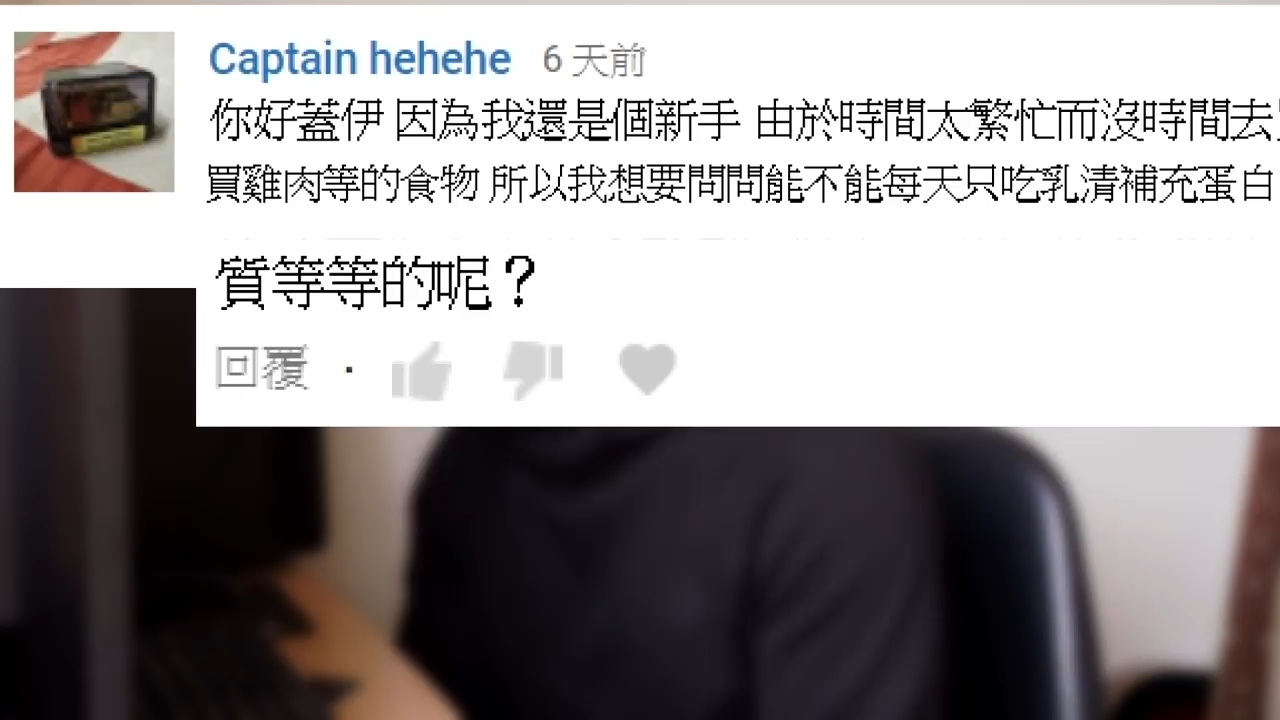 Captain hehehe 6 天前
你好蓋伊 因為我還是個新手 由於時間太繁忙而沒時間去
買雞肉等的食物 所以我想要問問能不能每天只吃乳清補充蛋白
質等等的呢？
回覆 ·